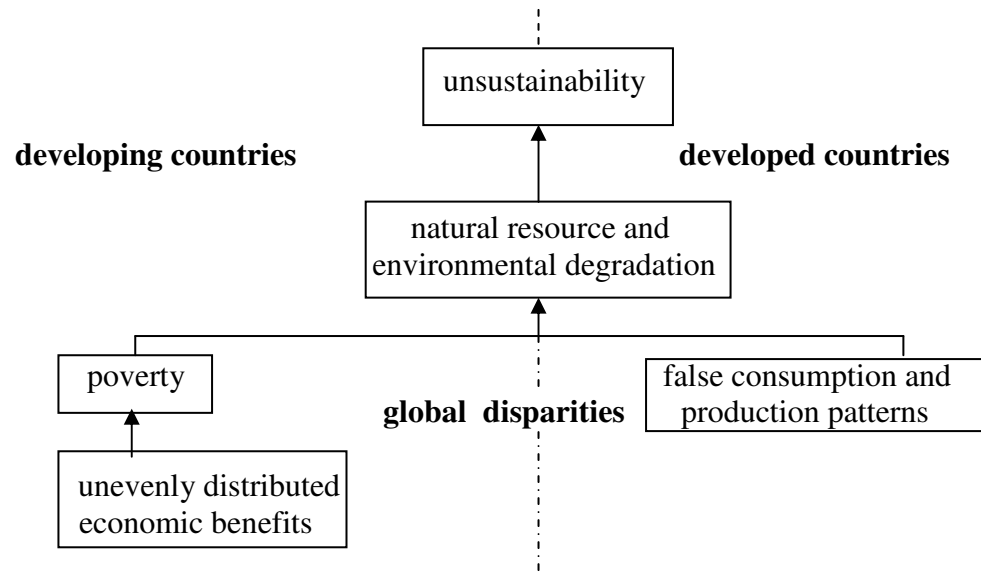 unsustainability
developing countries
developed countries
natural resource and
environmental degradation
poverty
false consumption and
production patterns
global disparities
unevenly distributed
economic benefits